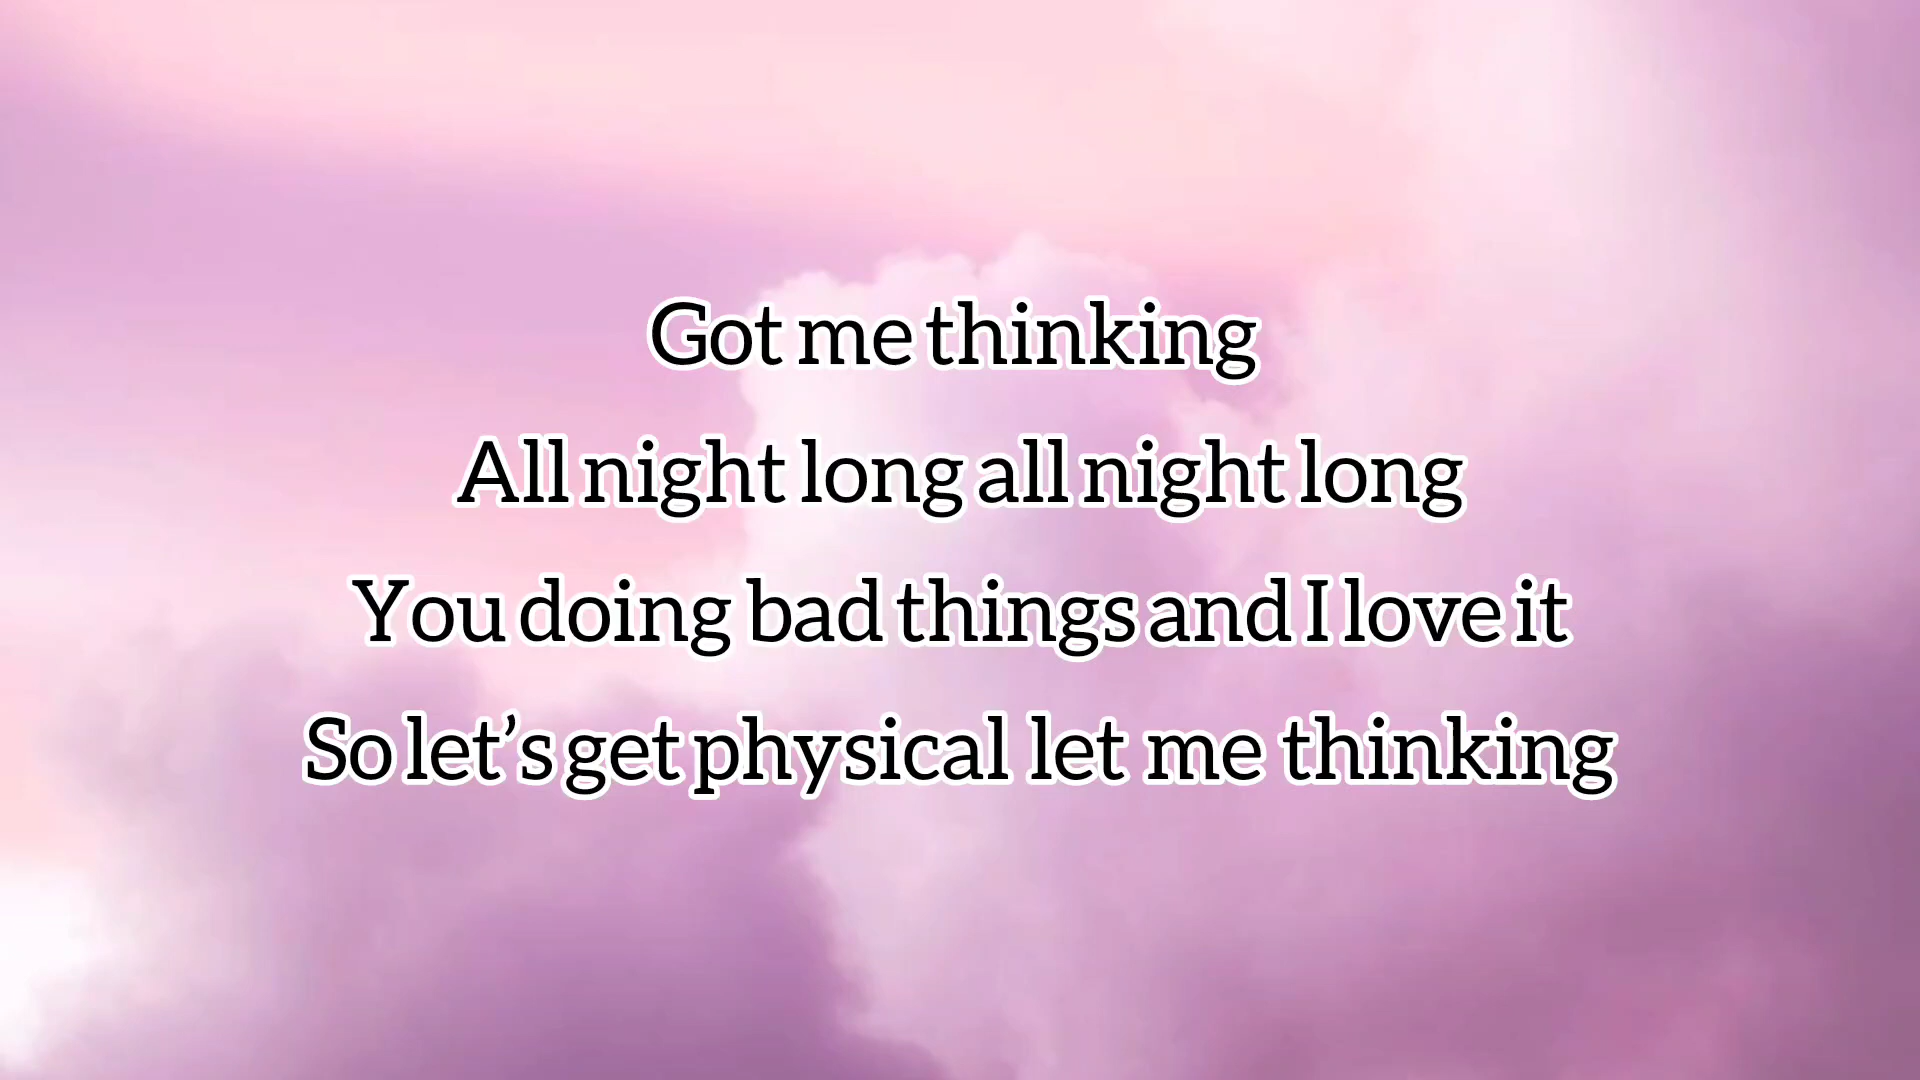 Got me thinking
All night long all night long
You doing bad things and I love it
So let’s get physical let me thinking